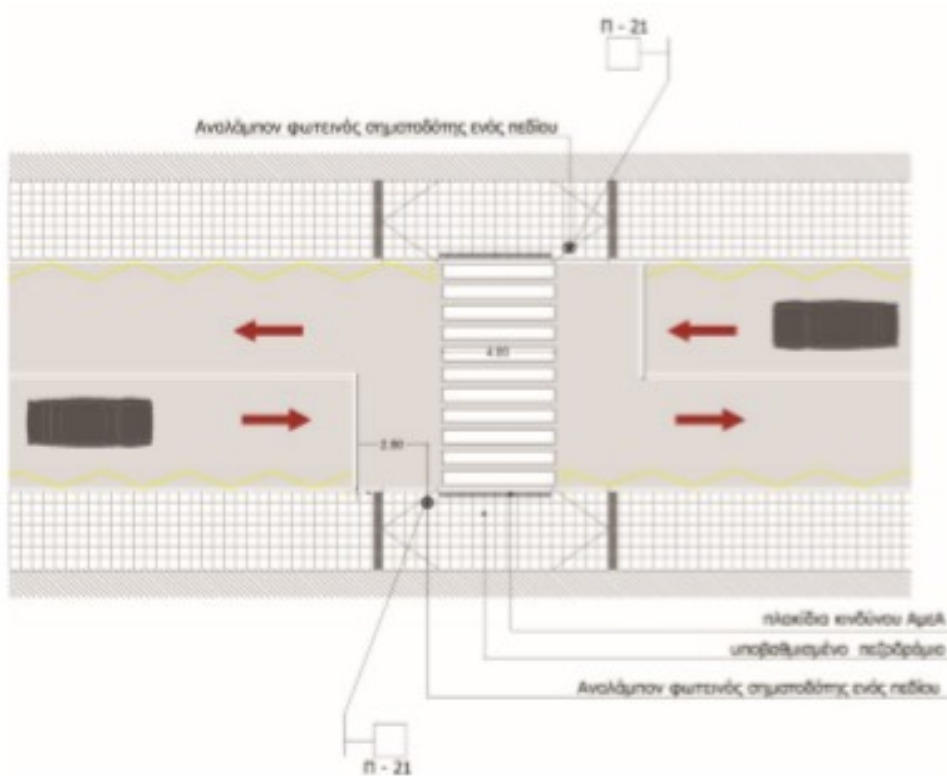 Π - 21
Αναλάμπον φωτεινός σηματοδότης ενός πεδίου
4.00
2.00
πλακίδια κινδύνου ΑμεΑ
υποβαθμισμένο πεζοδρόμιο
Αναλάμπον φωτεινός σηματοδότης ενός πεδίου
Π - 21